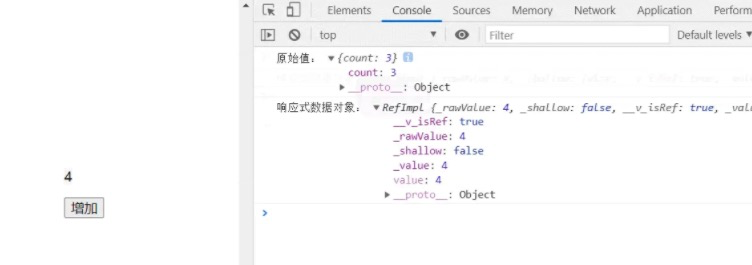 Elements Console Sources Memory Network Application Perform
top Filter Default levels
原始值： {count: 3}
count: 3
__proto__: Object
响应式数据对象： RefImpl {_rawValue: 4, _shallow: false, __v_isRef: true, _val
__v_isRef: true
_rawValue: 4
_shallow: false
_value: 4
value: 4
__proto__: Object
4
增加